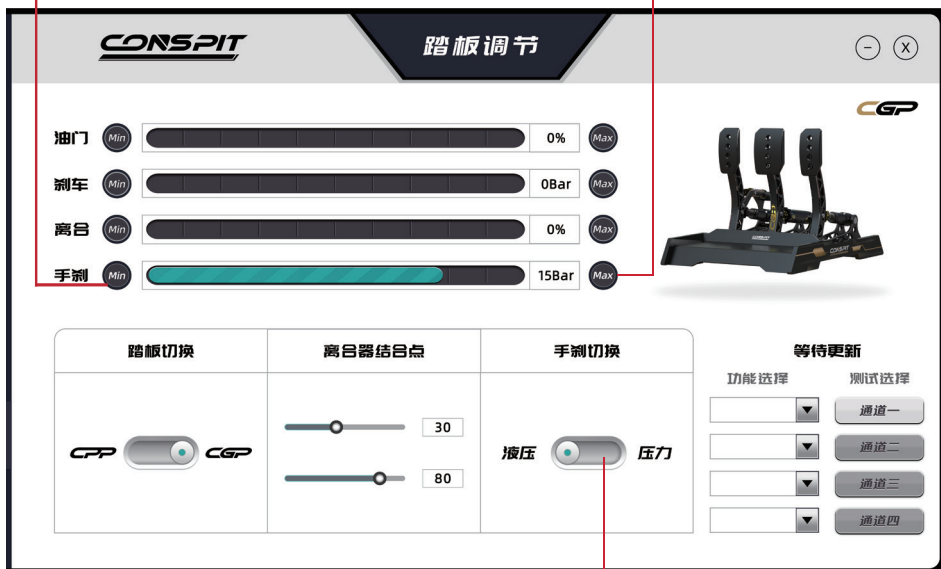 CONSPIT
踏板调节
CGP
油门 Min 0% Max
刹车 Min 0Bar Max
离合 Min 0% Max
手刹 Min 15Bar Max
踏板切换
离合器结合点
手刹切换
等待更新
功能选择
测试选择
CPP CGP
30
80
液压 压力
通道一
通道二
通道三
通道四